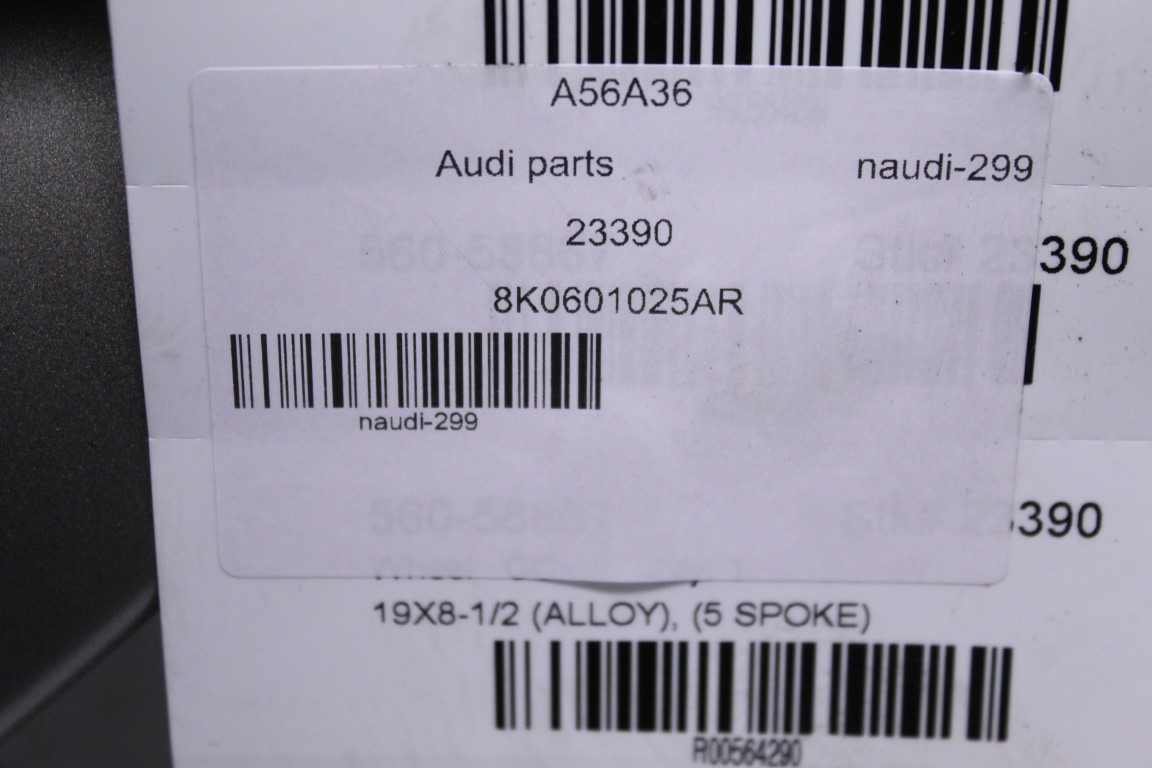 A56A36
Audi parts naudi-299
23390
390
8K0601025AR
naudi-299
390
19X8-1/2 (ALLOY), (5 SPOKE)
R00564290